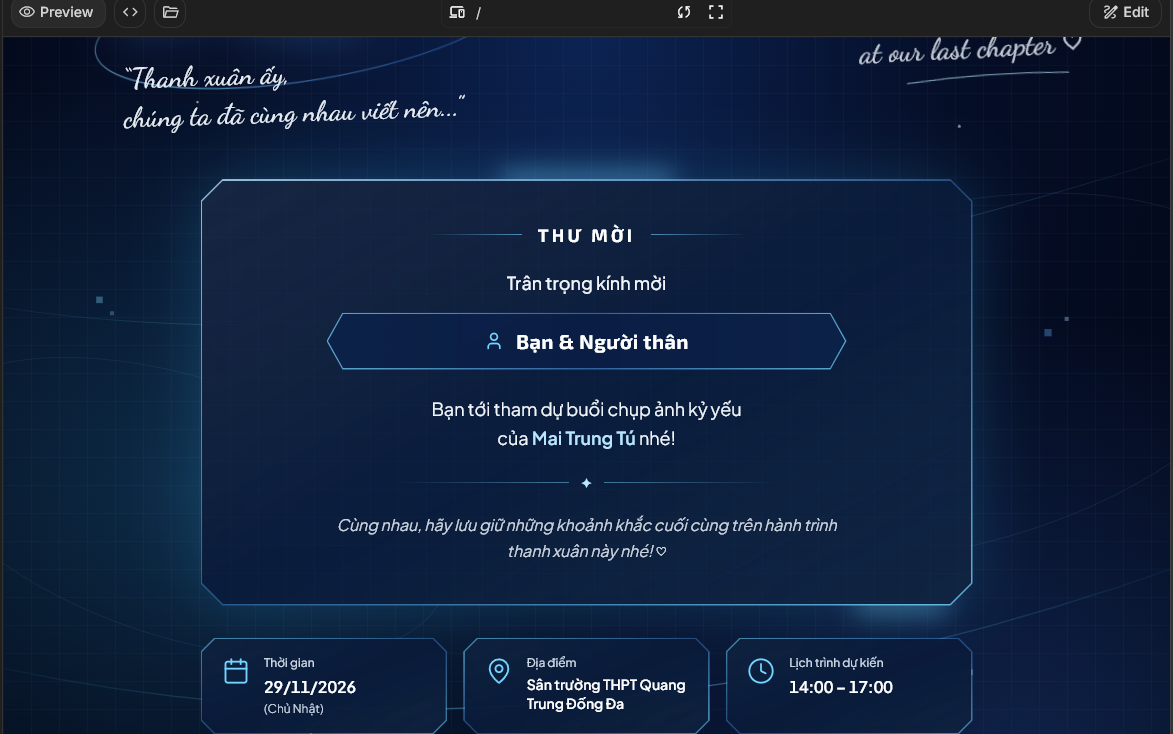 Preview
/
Edit
at our last chapter ♡
“Thanh xuân ấy,
chúng ta đã cùng nhau viết nên...”
THƯ MỜI
Trân trọng kính mời
Bạn & Người thân
Bạn tới tham dự buổi chụp ảnh kỷ yếu
của Mai Trung Tú nhé!
Cùng nhau, hãy lưu giữ những khoảnh khắc cuối cùng trên hành trình
thanh xuân này nhé! ♡
Thời gian
29/11/2026
(Chủ Nhật)
Địa điểm
Sân trường THPT Quang
Trung Đống Đa
Lịch trình dự kiến
14:00 – 17:00